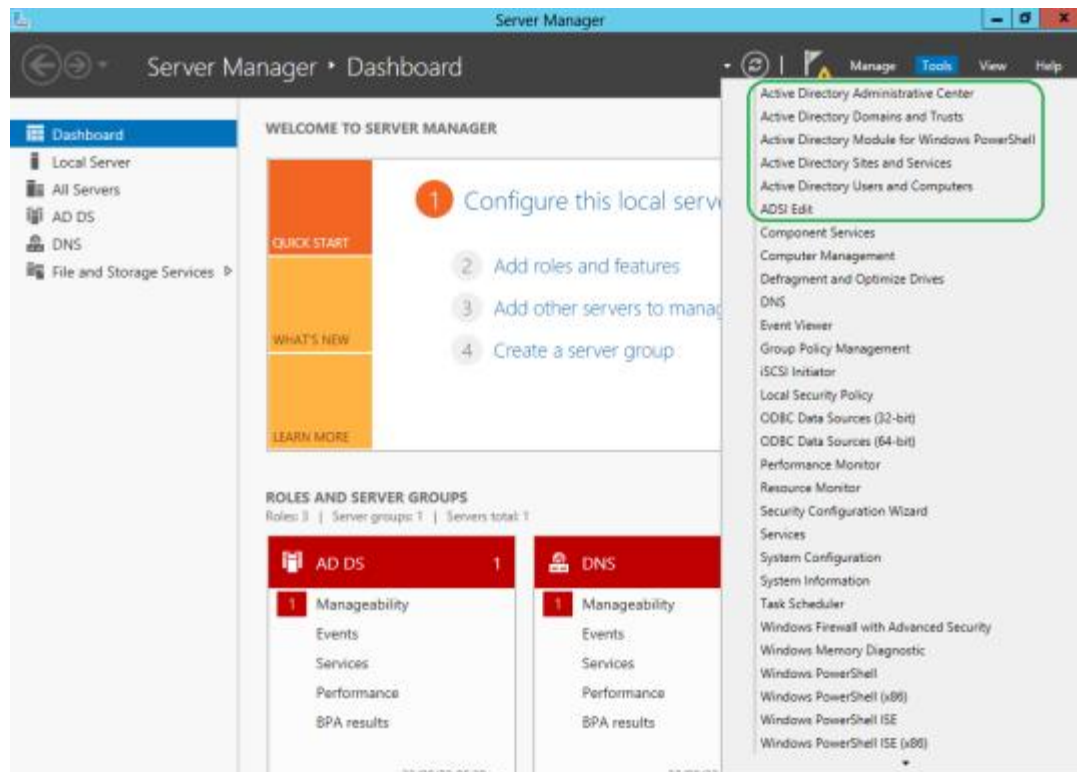 Server Manager
Server Manager • Dashboard
Manage Tools View Help
Dashboard
Local Server
All Servers
AD DS
DNS
File and Storage Services
WELCOME TO SERVER MANAGER
QUICK START
WHAT'S NEW
LEARN MORE
1 Configure this local serv
2 Add roles and features
3 Add other servers to manag
4 Create a server group
ROLES AND SERVER GROUPS
Roles: 3 | Server groups: 1 | Servers total: 1
AD DS 1
1 Manageability
Events
Services
Performance
BPA results
DNS
1 Manageability
Events
Services
Performance
BPA results
Active Directory Administrative Center
Active Directory Domains and Trusts
Active Directory Module for Windows PowerShell
Active Directory Sites and Services
Active Directory Users and Computers
ADSI Edit
Component Services
Computer Management
Defragment and Optimize Drives
DNS
Event Viewer
Group Policy Management
iSCSI Initiator
Local Security Policy
ODBC Data Sources (32-bit)
ODBC Data Sources (64-bit)
Performance Monitor
Resource Monitor
Security Configuration Wizard
Services
System Configuration
System Information
Task Scheduler
Windows Firewall with Advanced Security
Windows Memory Diagnostic
Windows PowerShell
Windows PowerShell (x86)
Windows PowerShell ISE
Windows PowerShell ISE (x86)